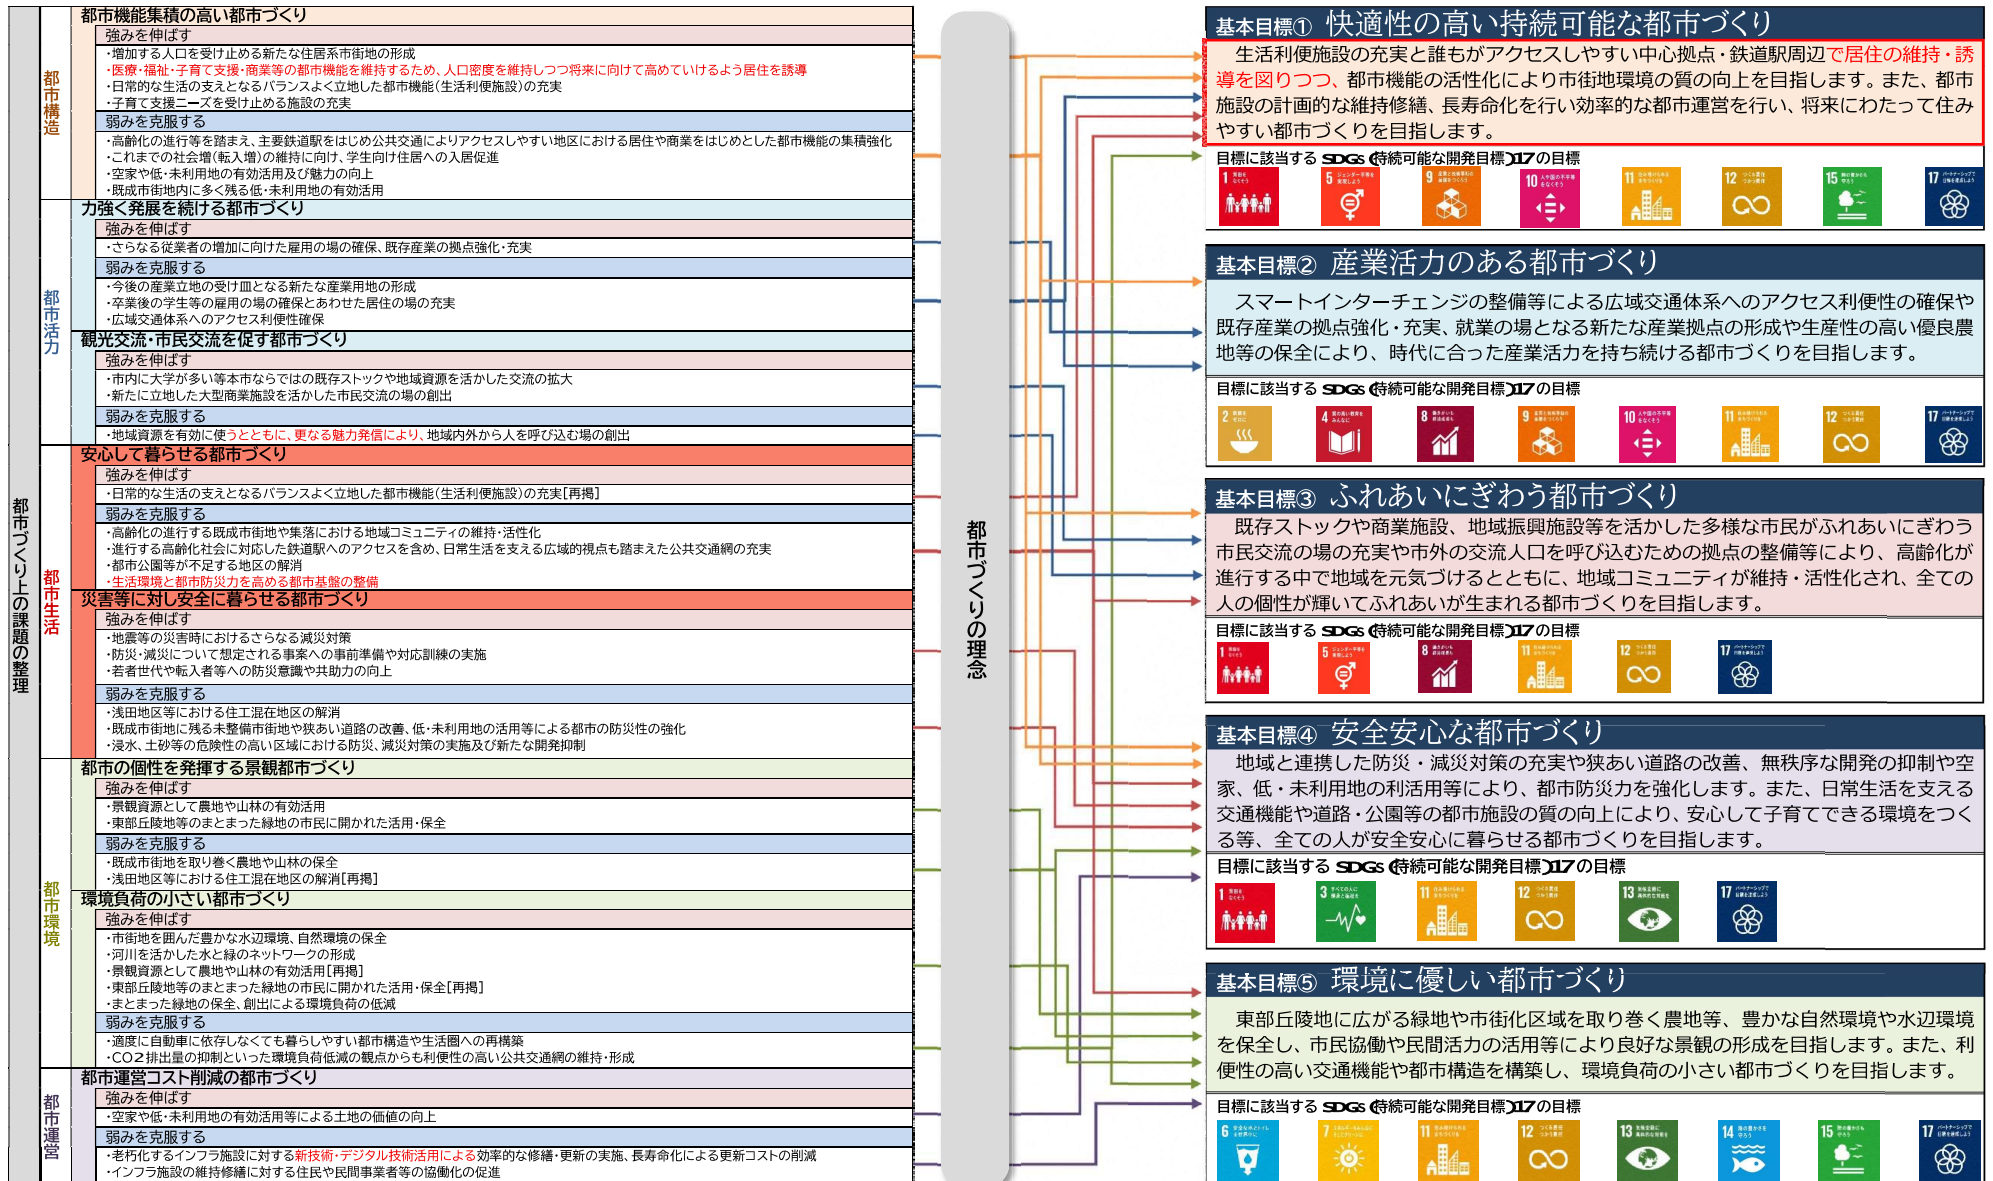 都市づくり上の課題の整理
都市構造
都市機能集積の高い都市づくり
強みを伸ばす
・増加する人口を受け止める新たな住居系市街地の形成
・医療・福祉・子育て支援・商業等の都市機能を維持するため、人口密度を維持しつつ将来に向けて高めていけるよう居住を誘導
・日常的な生活の支えとなるバランスよく立地した都市機能(生活利便施設)の充実
・子育て支援ニーズを受け止める施設の充実
弱みを克服する
・高齢化の進行等を踏まえ、主要鉄道駅をはじめ公共交通によりアクセスしやすい地区における居住や商業をはじめとした都市機能の集積強化
・これまでの社会増(転入増)の維持に向け、学生向け住居への入居促進
・空家や低・未利用地の有効活用及び魅力の向上
・既成市街地内に多く残る低・未利用地の有効活用
都市活力
力強く発展を続ける都市づくり
強みを伸ばす
・さらなる従業者の増加に向けた雇用の場の確保、既存産業の拠点強化・充実
弱みを克服する
・今後の産業立地の受け皿となる新たな産業用地の形成
・卒業後の学生等の雇用の場の確保とあわせた居住の場の充実
・広域交通体系へのアクセス利便性確保
観光交流・市民交流を促す都市づくり
強みを伸ばす
・市内に大学が多い等本市ならではの既存ストックや地域資源を活かした交流の拡大
・新たに立地した大型商業施設を活かした市民交流の場の創出
弱みを克服する
・地域資源を有効に使うとともに、更なる魅力発信により、地域内外から人を呼び込む場の創出
都市生活
安心して暮らせる都市づくり
強みを伸ばす
・日常的な生活の支えとなるバランスよく立地した都市機能(生活利便施設)の充実[再掲]
弱みを克服する
・高齢化の進行する既成市街地や集落における地域コミュニティの維持・活性化
・進行する高齢化社会に対応した鉄道駅へのアクセスを含め、日常生活を支える広域的視点も踏まえた公共交通網の充実
・都市公園等が不足する地区の解消
・生活環境と都市防災力を高める都市基盤の整備
災害等に対し安全に暮らせる都市づくり
強みを伸ばす
・地震等の災害時におけるさらなる減災対策
・防災・減災について想定される事案への事前準備や対応訓練の実施
・若者世代や転入者等への防災意識や共助力の向上
弱みを克服する
・浅田地区等における住工混在地区の解消
・既成市街地に残る未整備市街地や狭あい道路の改善、低・未利用地の活用等による都市の防災性の強化
・浸水、土砂等の危険性の高い区域における防災、減災対策の実施及び新たな開発抑制
都市環境
都市の個性を発揮する景観都市づくり
強みを伸ばす
・景観資源として農地や山林の有効活用
・東部丘陵地等のまとまった緑地の市民に開かれた活用・保全
弱みを克服する
・既成市街地を取り巻く農地や山林の保全
・浅田地区等における住工混在地区の解消[再掲]
環境負荷の小さい都市づくり
強みを伸ばす
・市街地を囲んだ豊かな水辺環境、自然環境の保全
・河川を活かした水と緑のネットワークの形成
・景観資源として農地や山林の有効活用[再掲]
・東部丘陵地等のまとまった緑地の市民に開かれた活用・保全[再掲]
・まとまった緑地の保全、創出による環境負荷の低減
弱みを克服する
・適度に自動車に依存しなくても暮らしやすい都市構造や生活圏への再構築
・CO2排出量の抑制といった環境負荷低減の観点からも利便性の高い公共交通網の維持・形成
都市運営
都市運営コスト削減の都市づくり
強みを伸ばす
・空家や低・未利用地の有効活用等による土地の価値の向上
弱みを克服する
・老朽化するインフラ施設に対する新技術・デジタル技術活用による効率的な修繕・更新の実施、長寿命化による更新コストの削減
・インフラ施設の維持修繕に対する住民や民間事業者等の協働化の促進
都市づくりの理念
基本目標① 快適性の高い持続可能な都市づくり
生活利便施設の充実と誰もがアクセスしやすい中心拠点・鉄道駅周辺で居住の維持・誘
導を図りつつ、都市機能の活性化により市街地環境の質の向上を目指します。また、都市
施設の計画的な維持修繕、長寿命化を行い効率的な都市運営を行い、将来にわたって住み
やすい都市づくりを目指します。
目標に該当する SDGs(持続可能な開発目標)17の目標
1 5 9 10 11 12 15 17
基本目標② 産業活力のある都市づくり
スマートインターチェンジの整備等による広域交通体系へのアクセス利便性の確保や
既存産業の拠点強化・充実、就業の場となる新たな産業拠点の形成や生産性の高い優良農
地等の保全により、時代に合った産業活力を持ち続ける都市づくりを目指します。
目標に該当する SDGs(持続可能な開発目標)17の目標
2 4 8 9 10 11 12 17
基本目標③ ふれあいにぎわう都市づくり
既存ストックや商業施設、地域振興施設等を活かした多様な市民がふれあいにぎわう
市民交流の場の充実や市外の交流人口を呼び込むための拠点の整備等により、高齢化が
進行する中で地域を元気づけるとともに、地域コミュニティが維持・活性化され、全ての
人の個性が輝いてふれあいが生まれる都市づくりを目指します。
目標に該当する SDGs(持続可能な開発目標)17の目標
1 5 8 11 12 17
基本目標④ 安全安心な都市づくり
地域と連携した防災・減災対策の充実や狭あい道路の改善、無秩序な開発の抑制や空
家、低・未利用地の利活用等により、都市防災力を強化します。また、日常生活を支える
交通機能や道路・公園等の都市施設の質の向上により、安心して子育てできる環境をつく
る等、全ての人が安全安心に暮らせる都市づくりを目指します。
目標に該当する SDGs(持続可能な開発目標)17の目標
1 3 11 12 13 17
基本目標⑤ 環境に優しい都市づくり
東部丘陵地に広がる緑地や市街化区域を取り巻く農地等、豊かな自然環境や水辺環境
を保全し、市民協働や民間活力の活用等により良好な景観の形成を目指します。また、利
便性の高い交通機能や都市構造を構築し、環境負荷の小さい都市づくりを目指します。
目標に該当する SDGs(持続可能な開発目標)17の目標
6 7 11 12 13 14 15 17